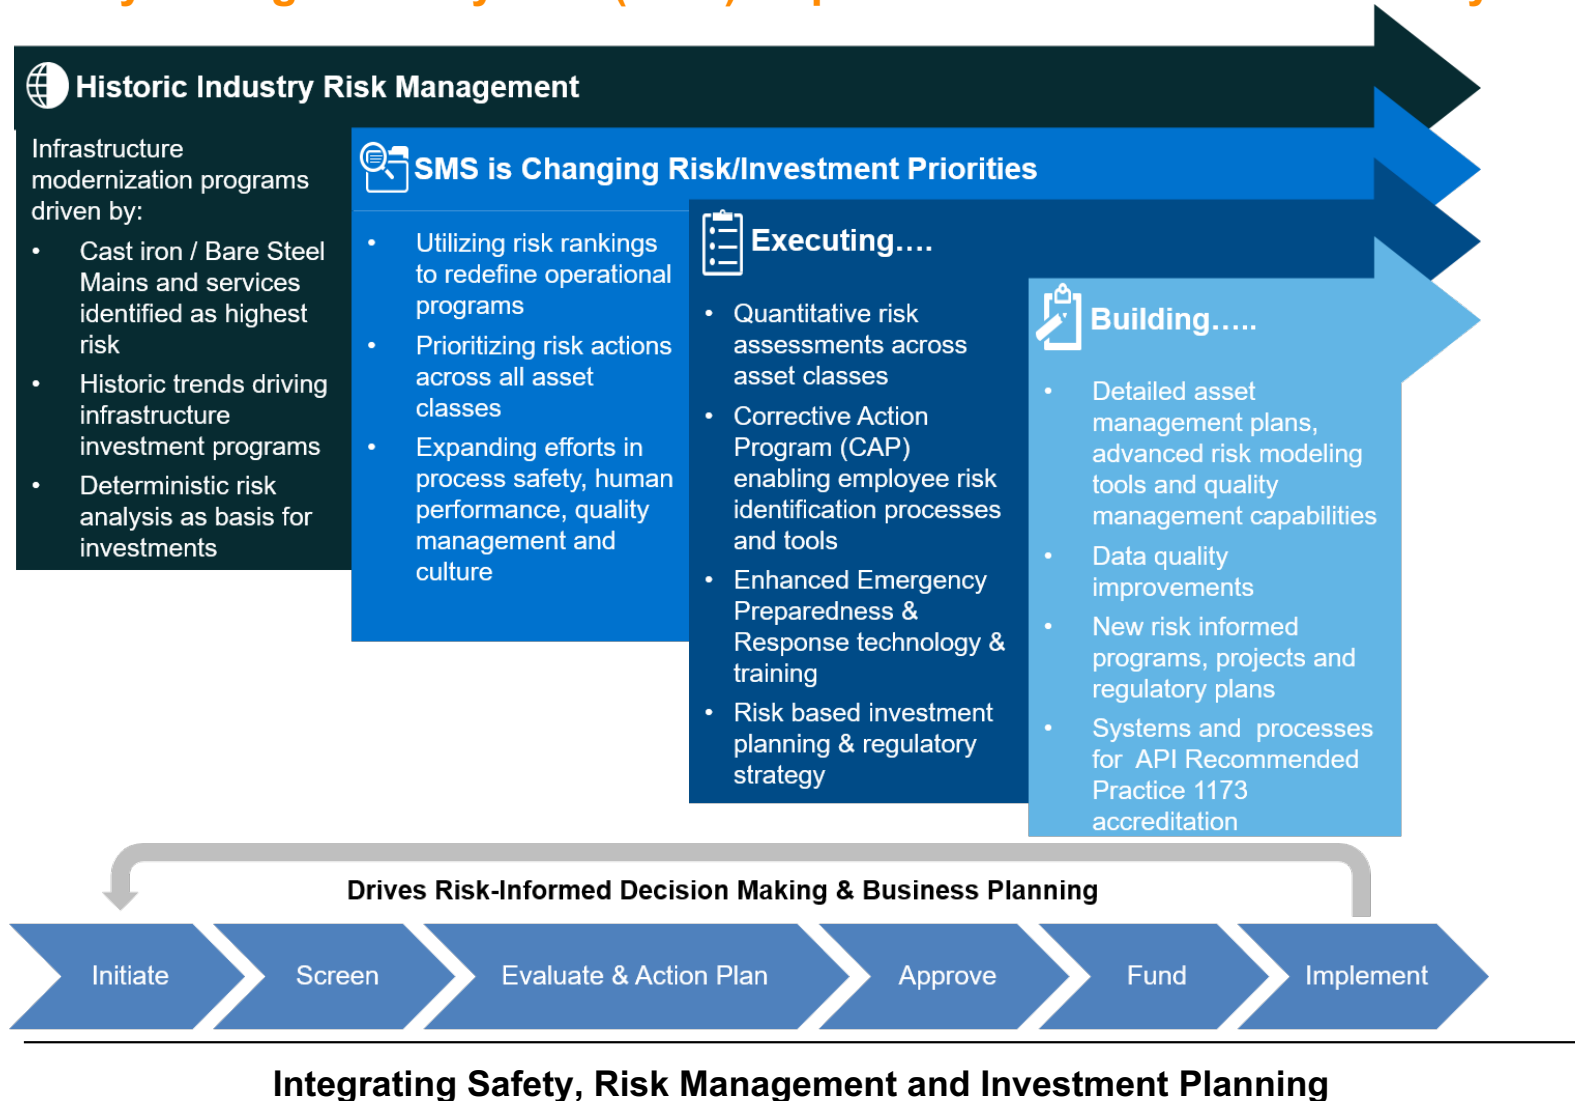 Historic Industry Risk Management
Infrastructure
modernization programs
driven by:
• Cast iron / Bare Steel
Mains and services
identified as highest
risk
• Historic trends driving
infrastructure
investment programs
• Deterministic risk
analysis as basis for
investments
SMS is Changing Risk/Investment Priorities
• Utilizing risk rankings
to redefine operational
programs
• Prioritizing risk actions
across all asset
classes
• Expanding efforts in
process safety, human
performance, quality
management and
culture
Executing….
• Quantitative risk
assessments across
asset classes
• Corrective Action
Program (CAP)
enabling employee risk
identification processes
and tools
• Enhanced Emergency
Preparedness &
Response technology &
training
• Risk based investment
planning & regulatory
strategy
Building…..
• Detailed asset
management plans,
advanced risk modeling
tools and quality
management capabilities
• Data quality
improvements
• New risk informed
programs, projects and
regulatory plans
• Systems and  processes
for  API Recommended
Practice 1173
accreditation
Drives Risk-Informed Decision Making & Business Planning
Initiate
Screen
Evaluate & Action Plan
Approve
Fund
Implement
Integrating Safety, Risk Management and Investment Planning